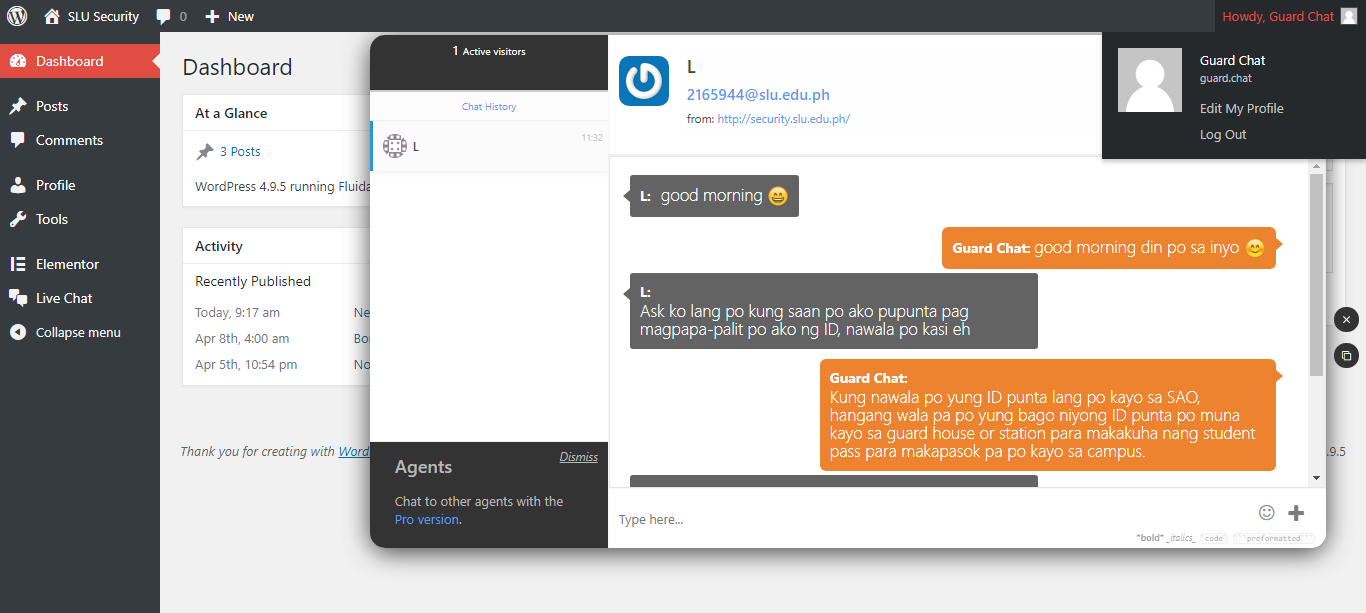 SLU Security
0
New
Howdy, Guard Chat
Guard Chat
guard.chat
Edit My Profile
Log Out
Dashboard
Posts
Comments
Profile
Tools
Elementor
Live Chat
Collapse menu
Dashboard
At a Glance
3 Posts
WordPress 4.9.5 running Fluida
Activity
Recently Published
Today, 9:17 am
Ne
Apr 8th, 4:00 am
Bo
Apr 5th, 10:54 pm
No
Thank you for creating with Word
.9.5
1 Active visitors
Chat History
L
11:32
Agents
Dismiss
Chat to other agents with the
Pro version.
L
2165944@slu.edu.ph
from: http://security.slu.edu.ph/
L: good morning 😄
Guard Chat: good morning din po sa inyo 😊
L:
Ask ko lang po kung saan po ako pupunta pag
magpapa-palit po ako ng ID, nawala po kasi eh
Guard Chat:
Kung nawala po yung ID punta lang po kayo sa SAO,
hangang wala pa po yung bago niyong ID punta po muna
kayo sa guard house or station para makakuha nang student
pass para makapasok pa po kayo sa campus.
Type here...
*bold* _italics_ `code` ```preformatted```